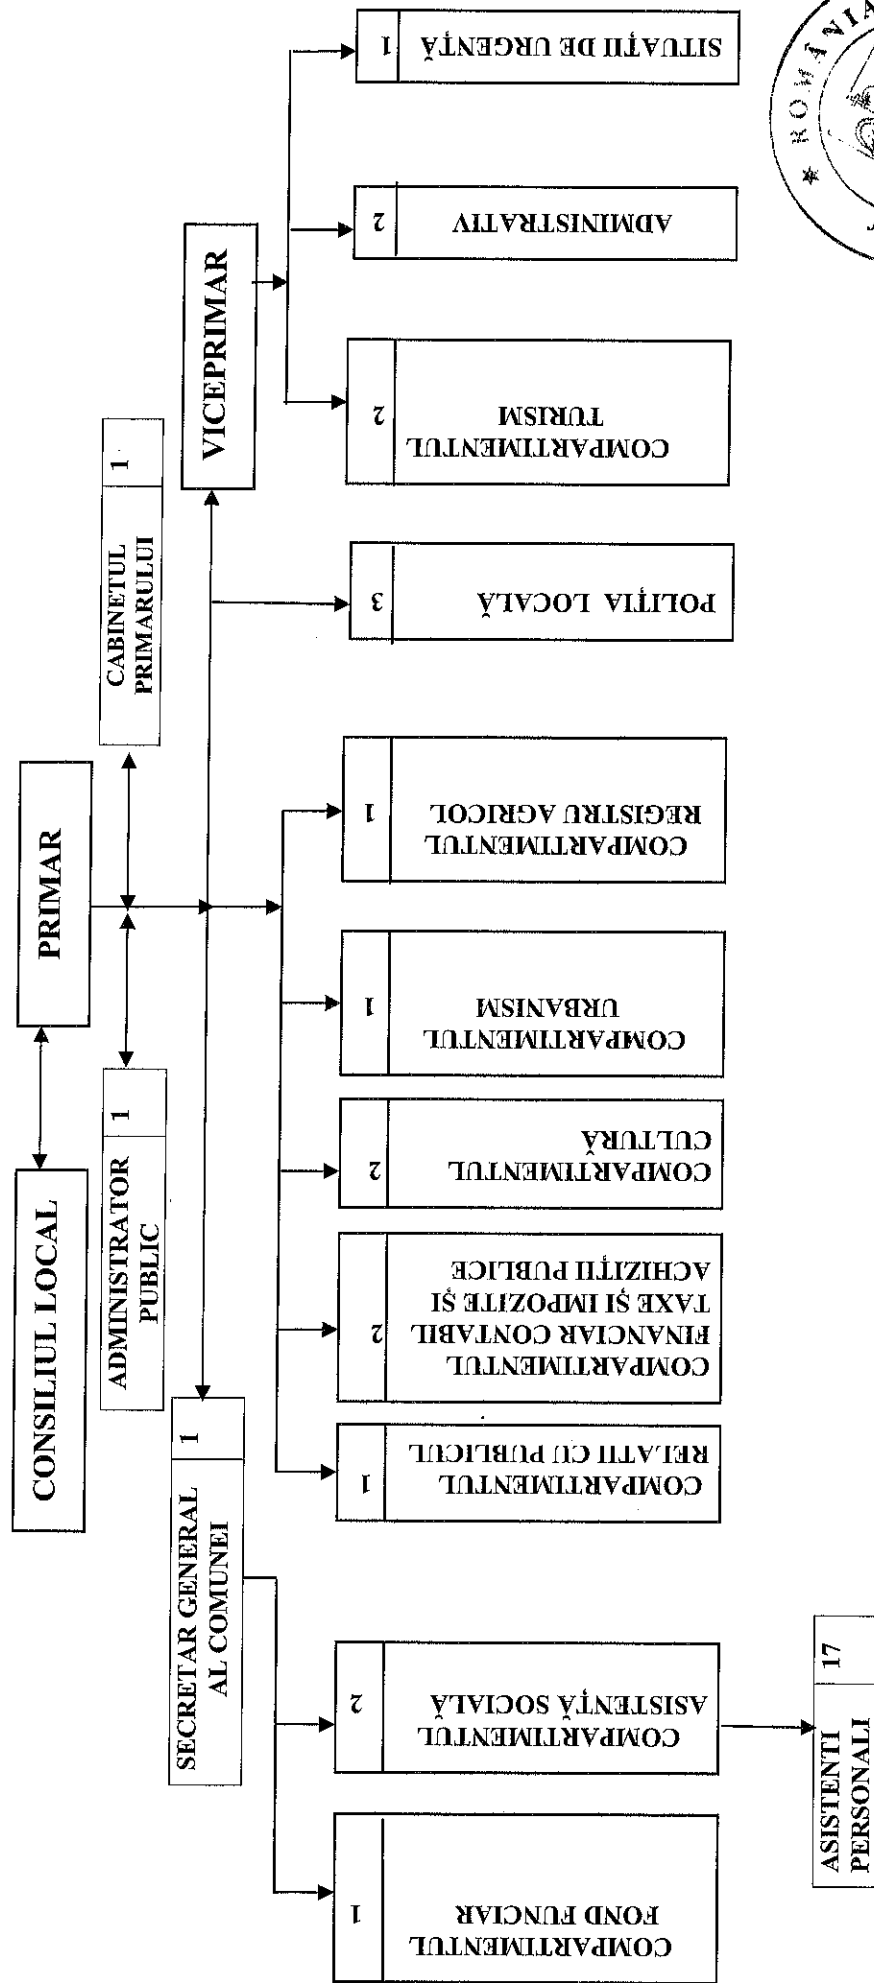 CONSILIUL LOCAL
PRIMAR
ADMINISTRATOR
PUBLIC
1
CABINETUL
PRIMARULUI
1
SECRETAR GENERAL
AL COMUNEI
1
VICEPRIMAR
COMPARTIMENTUL
FOND FUNCIAR
1
COMPARTIMENTUL
ASISTENȚĂ SOCIALĂ
2
COMPARTIMENTUL
RELATII CU PUBLICUL
1
COMPARTIMENTUL
FINANCIAR CONTABIL
TAXE ȘI IMPOZITE ȘI
ACHIZIȚII PUBLICE
2
COMPARTIMENTUL
CULTURĂ
2
COMPARTIMENTUL
URBANISM
1
COMPARTIMENTUL
REGISTRU AGRICOL
1
POLIȚIA LOCALĂ
3
COMPARTIMENTUL
TURISM
2
ADMINISTRATIV
2
SITUAȚII DE URGENȚĂ
1
ASISTENTI
PERSONALI
17
ROMÂNIA